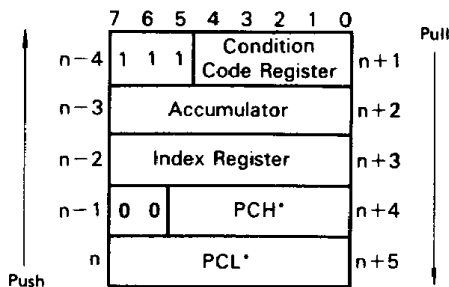 7 6 5 4 3 2 1 0
Pull
n−4 1 1 1 Condition Code Register n+1
n−3 Accumulator n+2
n−2 Index Register n+3
n−1 0 0 PCH* n+4
n PCL* n+5
Push